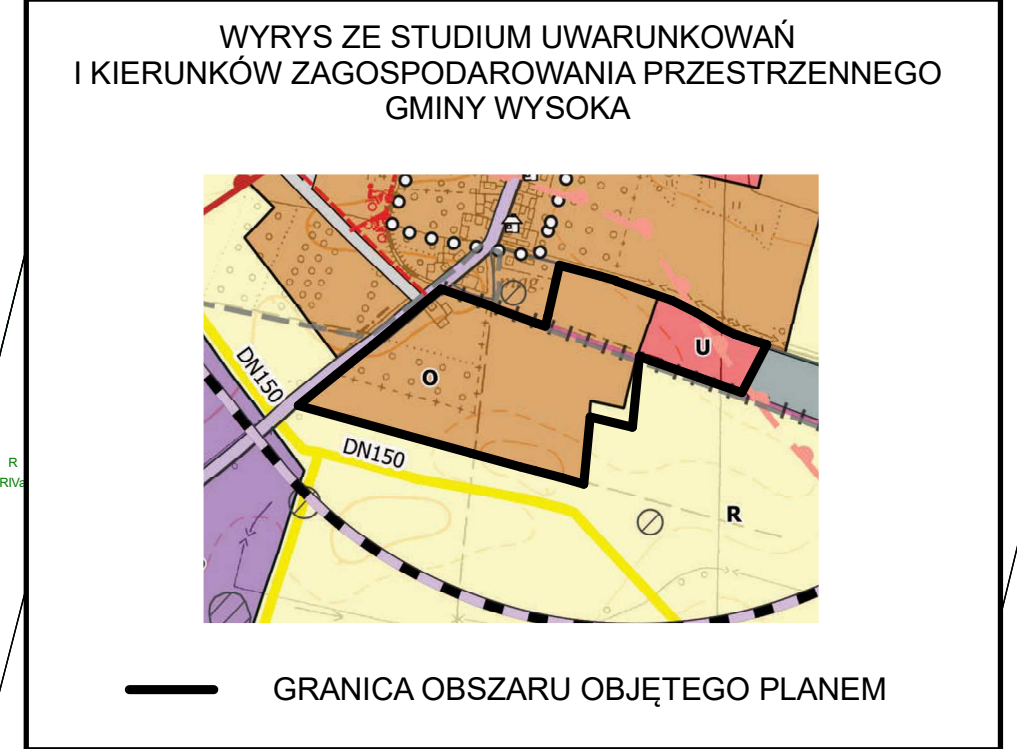 WYRYS ZE STUDIUM UWARUNKOWAŃ
I KIERUNKÓW ZAGOSPODAROWANIA PRZESTRZENNEGO
GMINY WYSOKA
U
O
DN150
DN150
R
R
RIVa
GRANICA OBSZARU OBJĘTEGO PLANEM